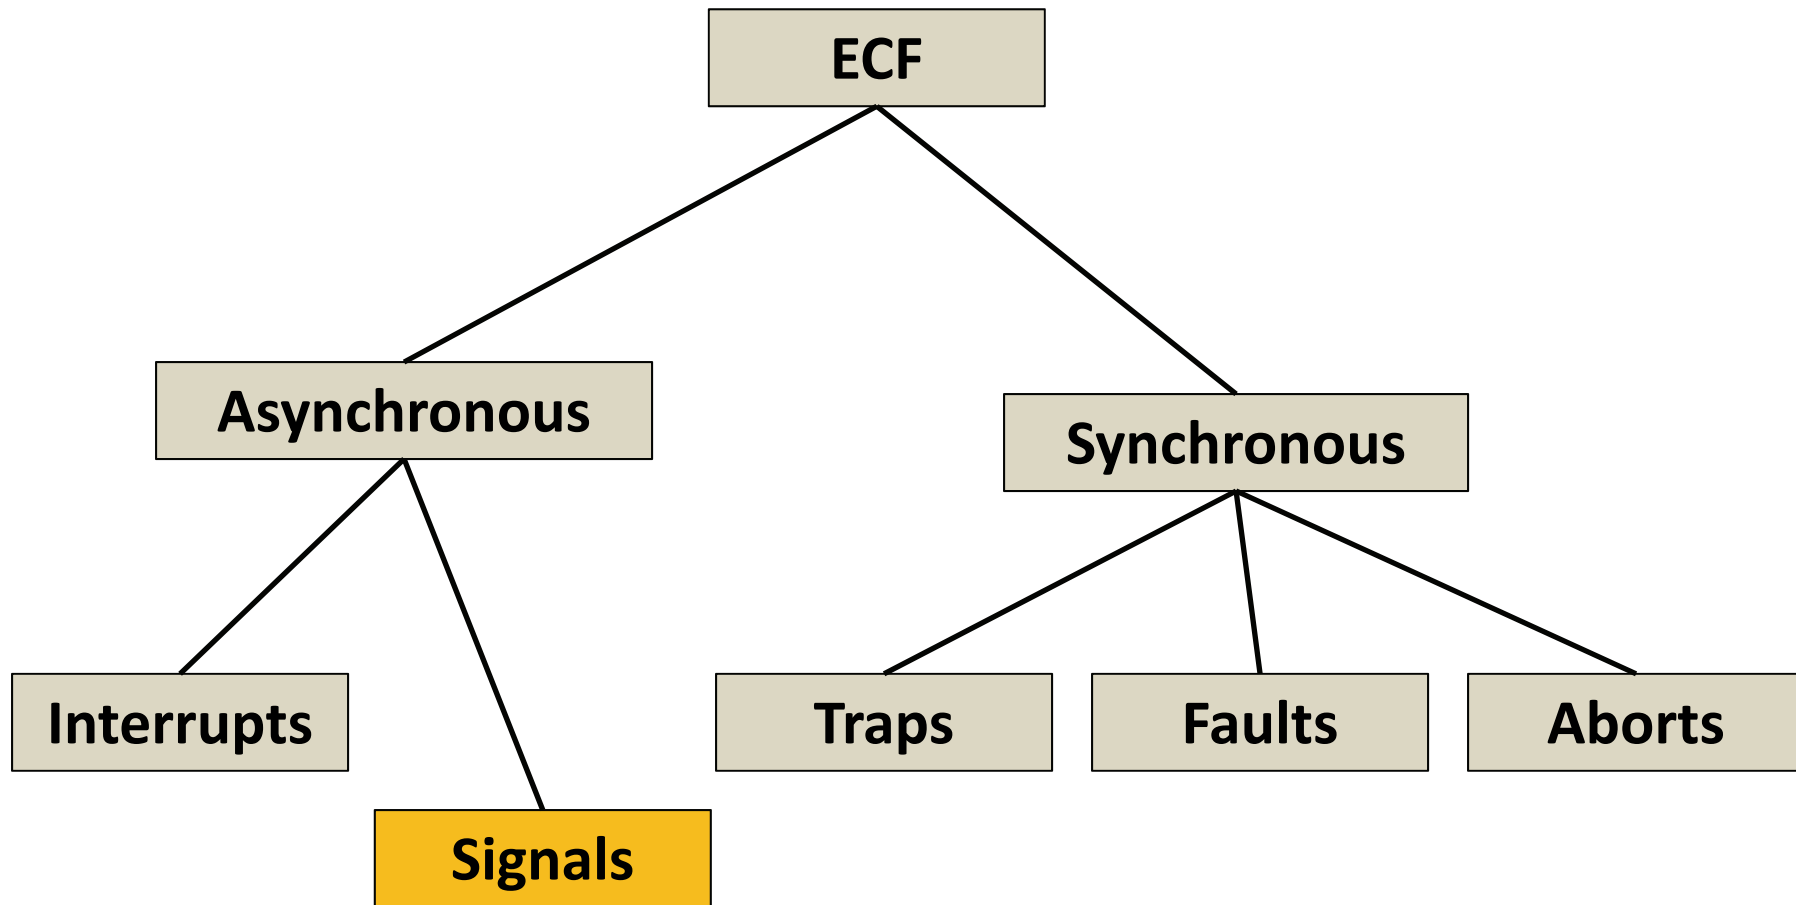 ECF
Asynchronous
Synchronous
Interrupts
Traps
Faults
Aborts
Signals